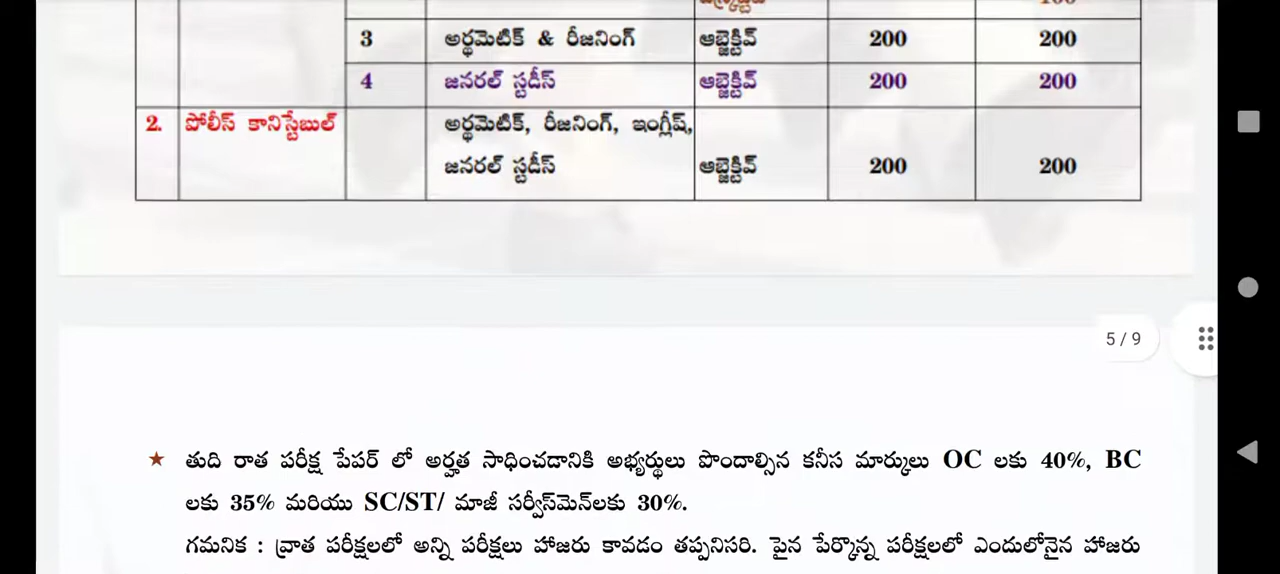 3 అర్థమెటిక్ & రీజనింగ్ ఆబ్జెక్టివ్ 200 200
4 జనరల్ స్టడీస్ ఆబ్జెక్టివ్ 200 200
2. పోలీస్ కానిస్టేబుల్ అర్థమెటిక్, రీజనింగ్, ఇంగ్లీష్,
జనరల్ స్టడీస్ ఆబ్జెక్టివ్ 200 200
5 / 9
★ తుది రాత పరీక్ష పేపర్ లో అర్హత సాధించడానికి అభ్యర్థులు పొందాల్సిన కనీస మార్కులు OC లకు 40%, BC
లకు 35% మరియు SC/ST/ మాజీ సర్వీస్‌మెన్‌లకు 30%.
గమనిక : వ్రాత పరీక్షలలో అన్ని పరీక్షలు హాజరు కావడం తప్పనిసరి. పైన పేర్కొన్న పరీక్షలలో ఎందులోనైన హాజరు